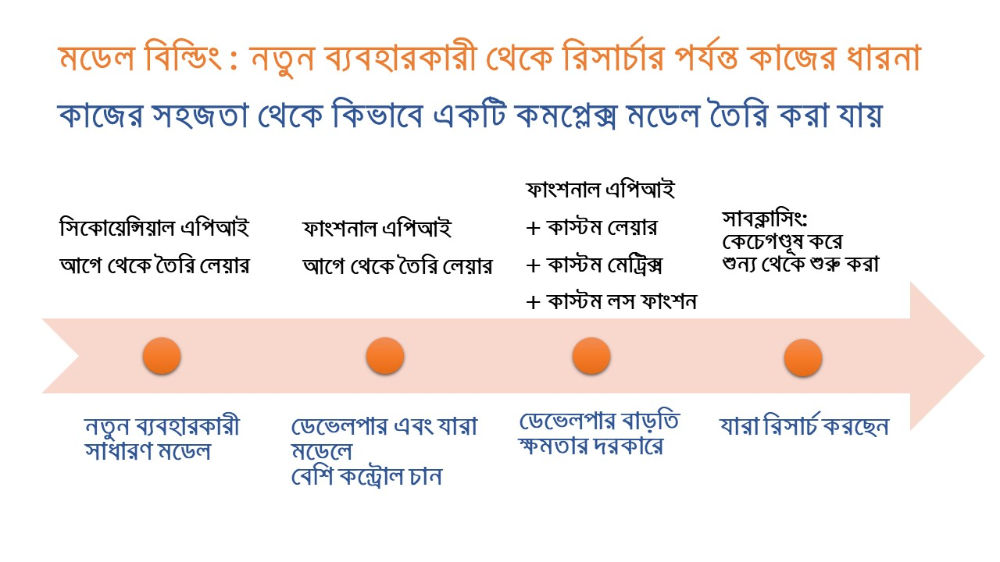 মডেল বিল্ডিং : নতুন ব্যবহারকারী থেকে রিসার্চার পর্যন্ত কাজের ধারনা
কাজের সহজতা থেকে কিভাবে একটি কমপ্লেক্স মডেল তৈরি করা যায়
সিকোয়েন্সিয়াল এপিআই
আগে থেকে তৈরি লেয়ার
ফাংশনাল এপিআই
আগে থেকে তৈরি লেয়ার
ফাংশনাল এপিআই
+ কাস্টম লেয়ার
+ কাস্টম মেট্রিক্স
+ কাস্টম লস ফাংশন
সাবক্লাসিং:
কেচেগণ্ডূষ করে
শুন্য থেকে শুরু করা
নতুন ব্যবহারকারী
সাধারণ মডেল
ডেভেলপার এবং যারা
মডেলে
বেশি কন্ট্রোল চান
ডেভেলপার বাড়তি
ক্ষমতার দরকারে
যারা রিসার্চ করছেন